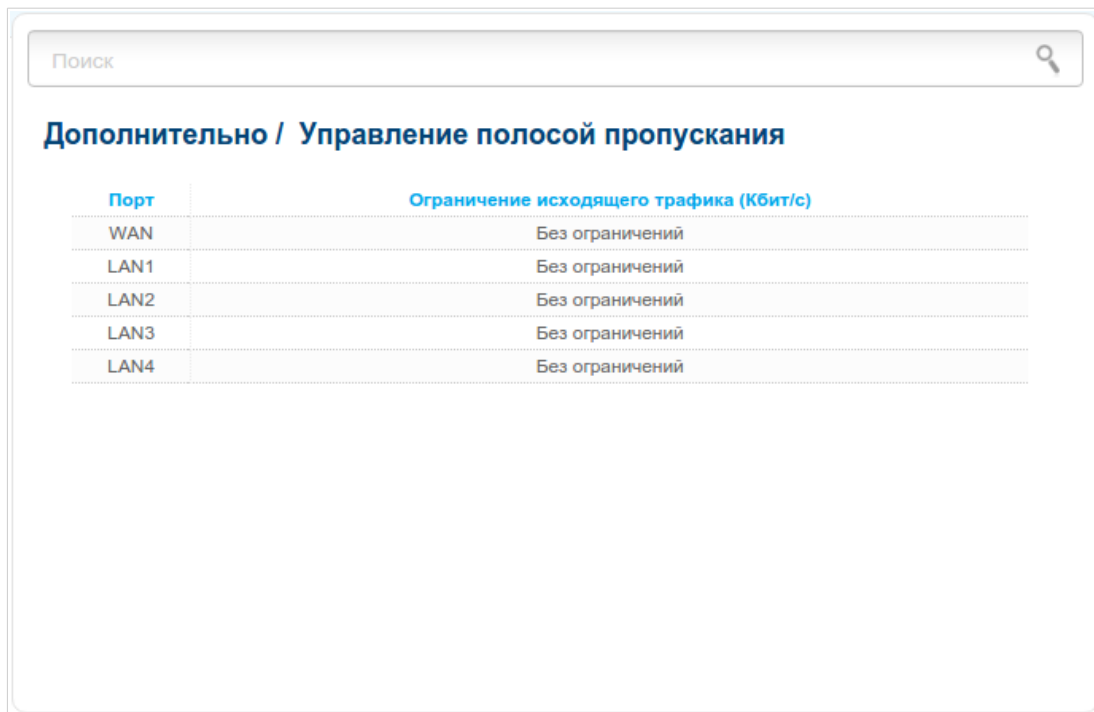 Поиск
Дополнительно / Управление полосой пропускания
Порт Ограничение исходящего трафика (Кбит/с)
WAN Без ограничений
LAN1 Без ограничений
LAN2 Без ограничений
LAN3 Без ограничений
LAN4 Без ограничений